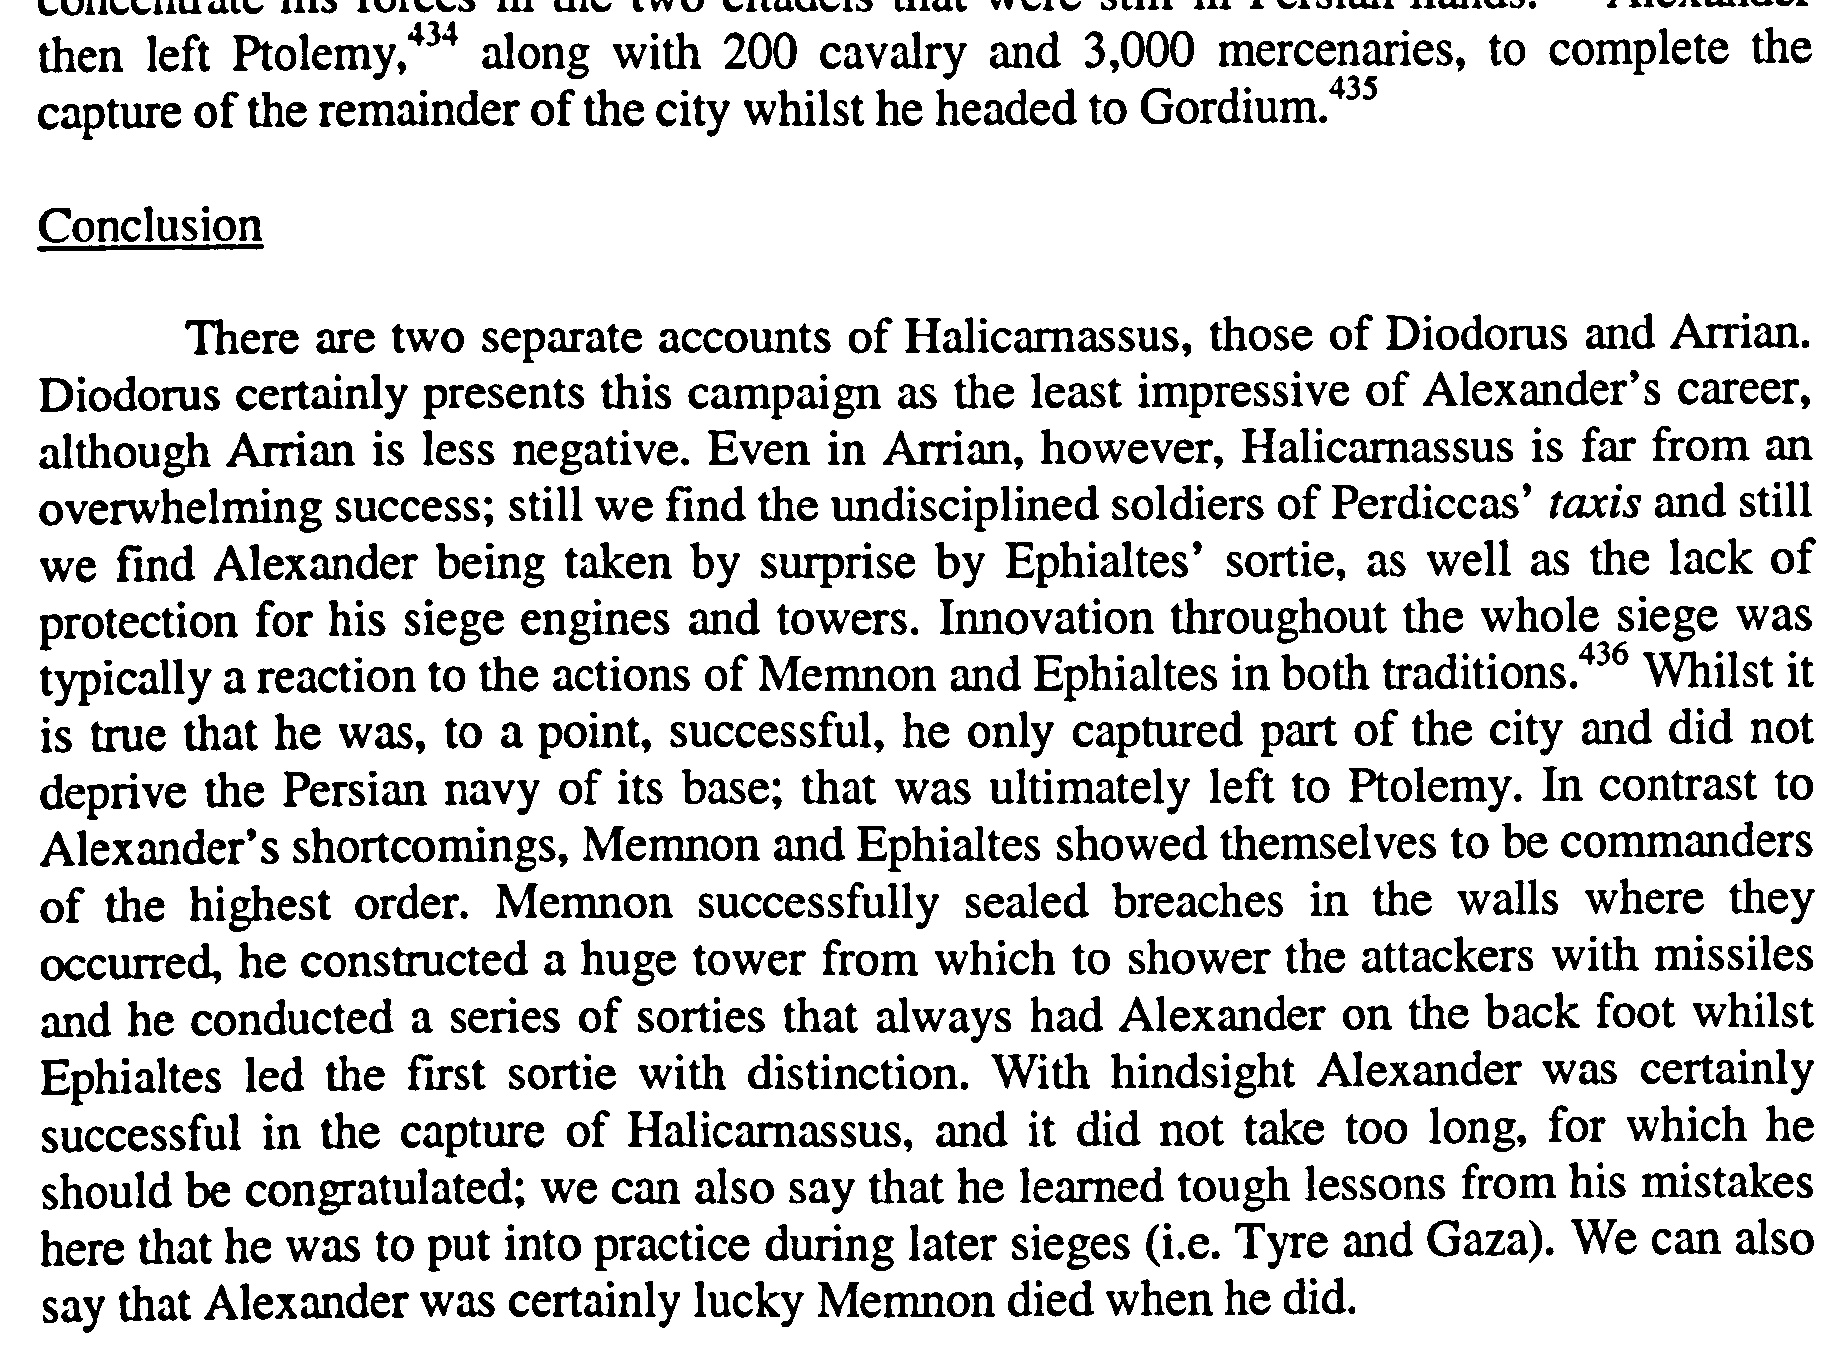 concentrate his forces in the two citadels that were still in Persian hands. Alexander
then left Ptolemy,434 along with 200 cavalry and 3,000 mercenaries, to complete the
capture of the remainder of the city whilst he headed to Gordium.435
Conclusion
There are two separate accounts of Halicarnassus, those of Diodorus and Arrian.
Diodorus certainly presents this campaign as the least impressive of Alexander's career,
although Arrian is less negative. Even in Arrian, however, Halicarnassus is far from an
overwhelming success; still we find the undisciplined soldiers of Perdiccas' taxis and still
we find Alexander being taken by surprise by Ephialtes' sortie, as well as the lack of
protection for his siege engines and towers. Innovation throughout the whole siege was
typically a reaction to the actions of Memnon and Ephialtes in both traditions.436 Whilst it
is true that he was, to a point, successful, he only captured part of the city and did not
deprive the Persian navy of its base; that was ultimately left to Ptolemy. In contrast to
Alexander's shortcomings, Memnon and Ephialtes showed themselves to be commanders
of the highest order. Memnon successfully sealed breaches in the walls where they
occurred, he constructed a huge tower from which to shower the attackers with missiles
and he conducted a series of sorties that always had Alexander on the back foot whilst
Ephialtes led the first sortie with distinction. With hindsight Alexander was certainly
successful in the capture of Halicarnassus, and it did not take too long, for which he
should be congratulated; we can also say that he learned tough lessons from his mistakes
here that he was to put into practice during later sieges (i.e. Tyre and Gaza). We can also
say that Alexander was certainly lucky Memnon died when he did.